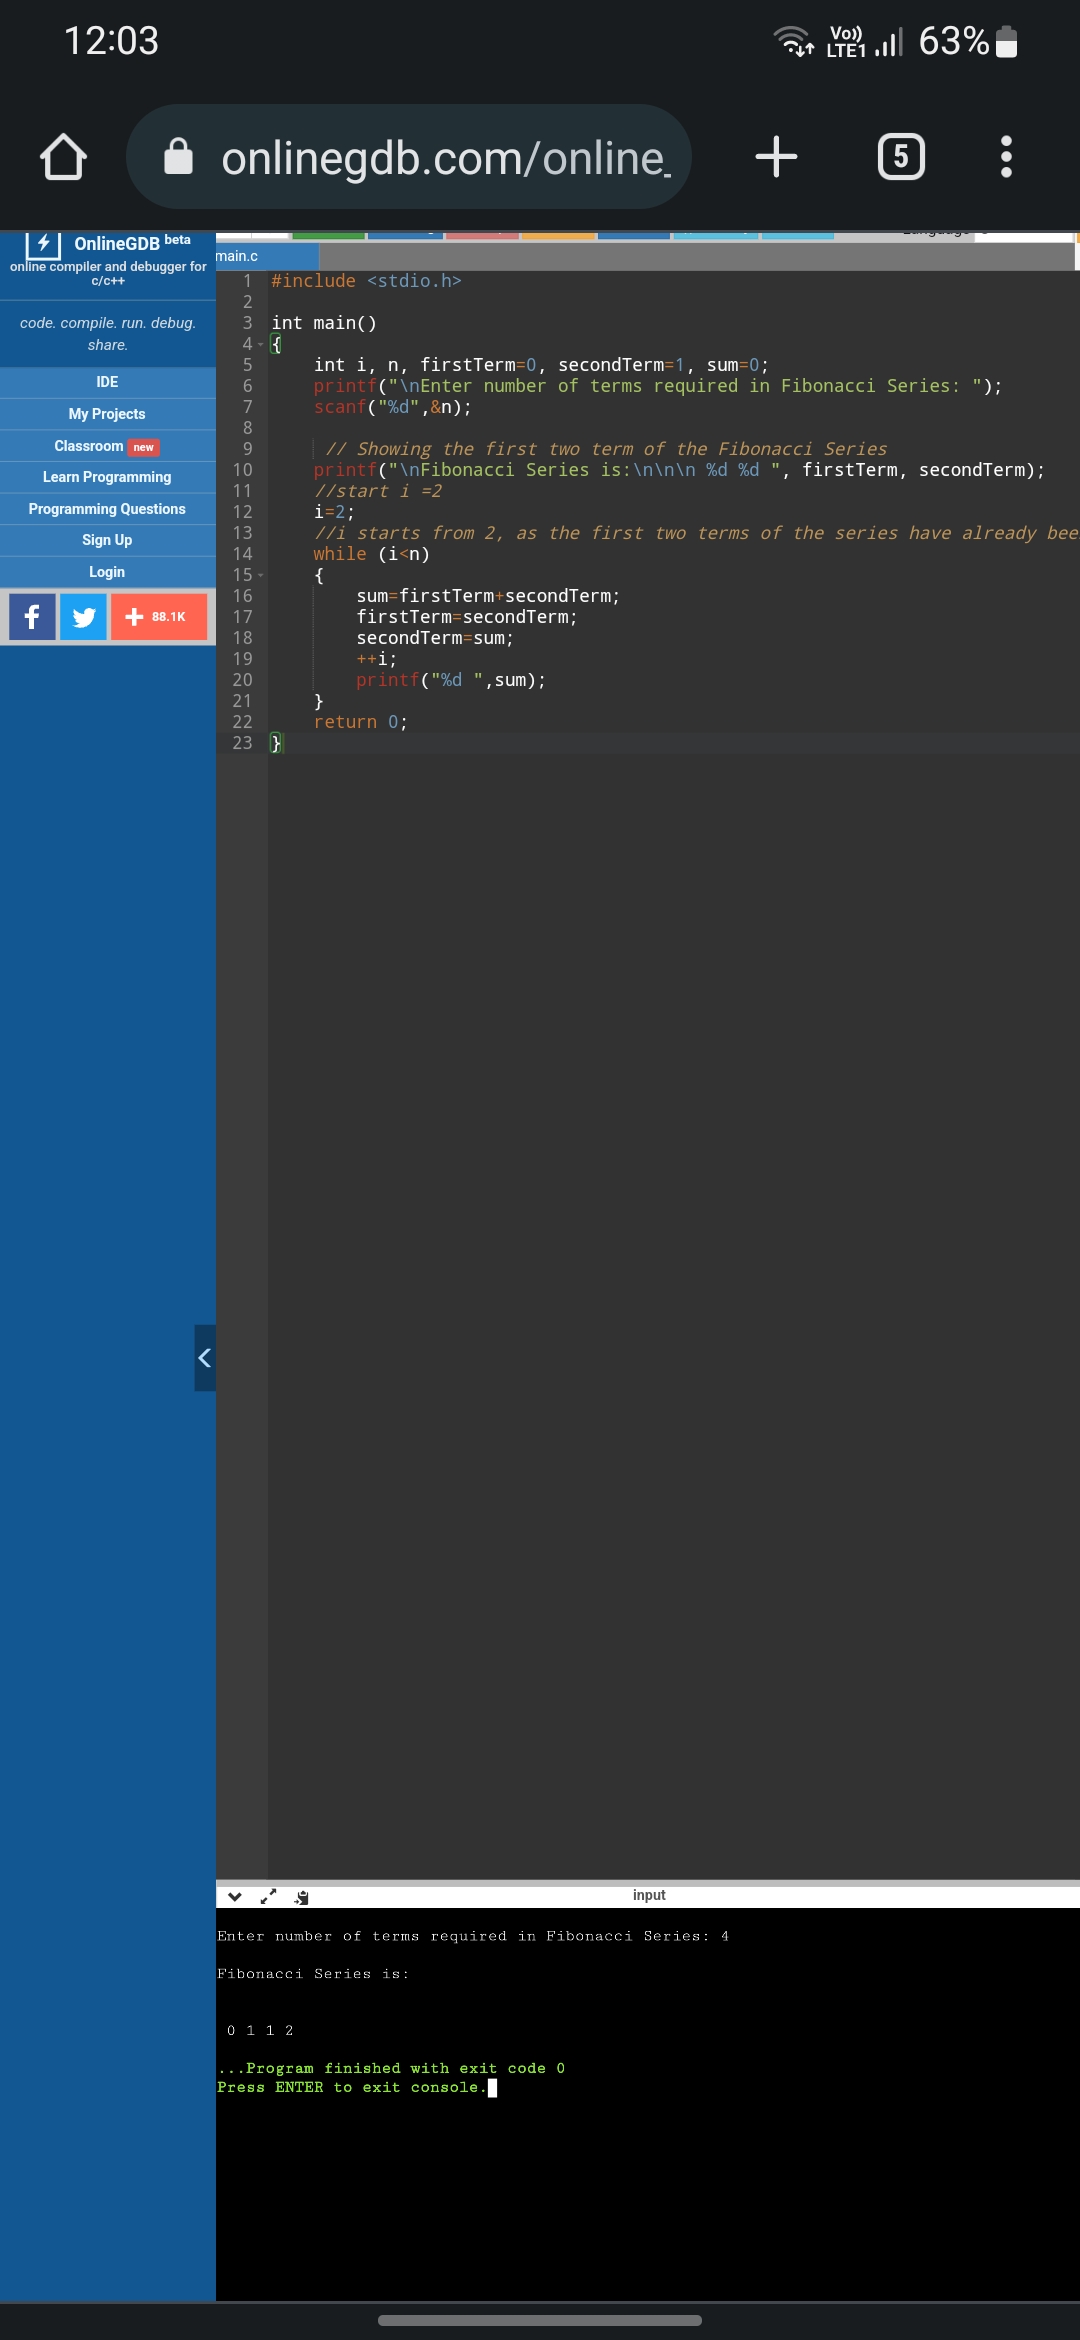 12:03
Vo)) LTE1 63%
onlinegdb.com/online_
5
OnlineGDB beta
online compiler and debugger for c/c++
code. compile. run. debug. share.
IDE
My Projects
Classroom new
Learn Programming
Programming Questions
Sign Up
Login
88.1K
main.c
1 #include <stdio.h>
2
3 int main()
4 {
5     int i, n, firstTerm=0, secondTerm=1, sum=0;
6     printf("\nEnter number of terms required in Fibonacci Series: ");
7     scanf("%d",&n);
8
9      // Showing the first two term of the Fibonacci Series
10     printf("\nFibonacci Series is:\n\n\n %d %d ", firstTerm, secondTerm);
11     //start i =2
12     i=2;
13     //i starts from 2, as the first two terms of the series have already bee
14     while (i<n)
15     {
16         sum=firstTerm+secondTerm;
17         firstTerm=secondTerm;
18         secondTerm=sum;
19         ++i;
20         printf("%d ",sum);
21     }
22     return 0;
23 }
input
Enter number of terms required in Fibonacci Series: 4
Fibonacci Series is:
0 1 1 2
...Program finished with exit code 0
Press ENTER to exit console.